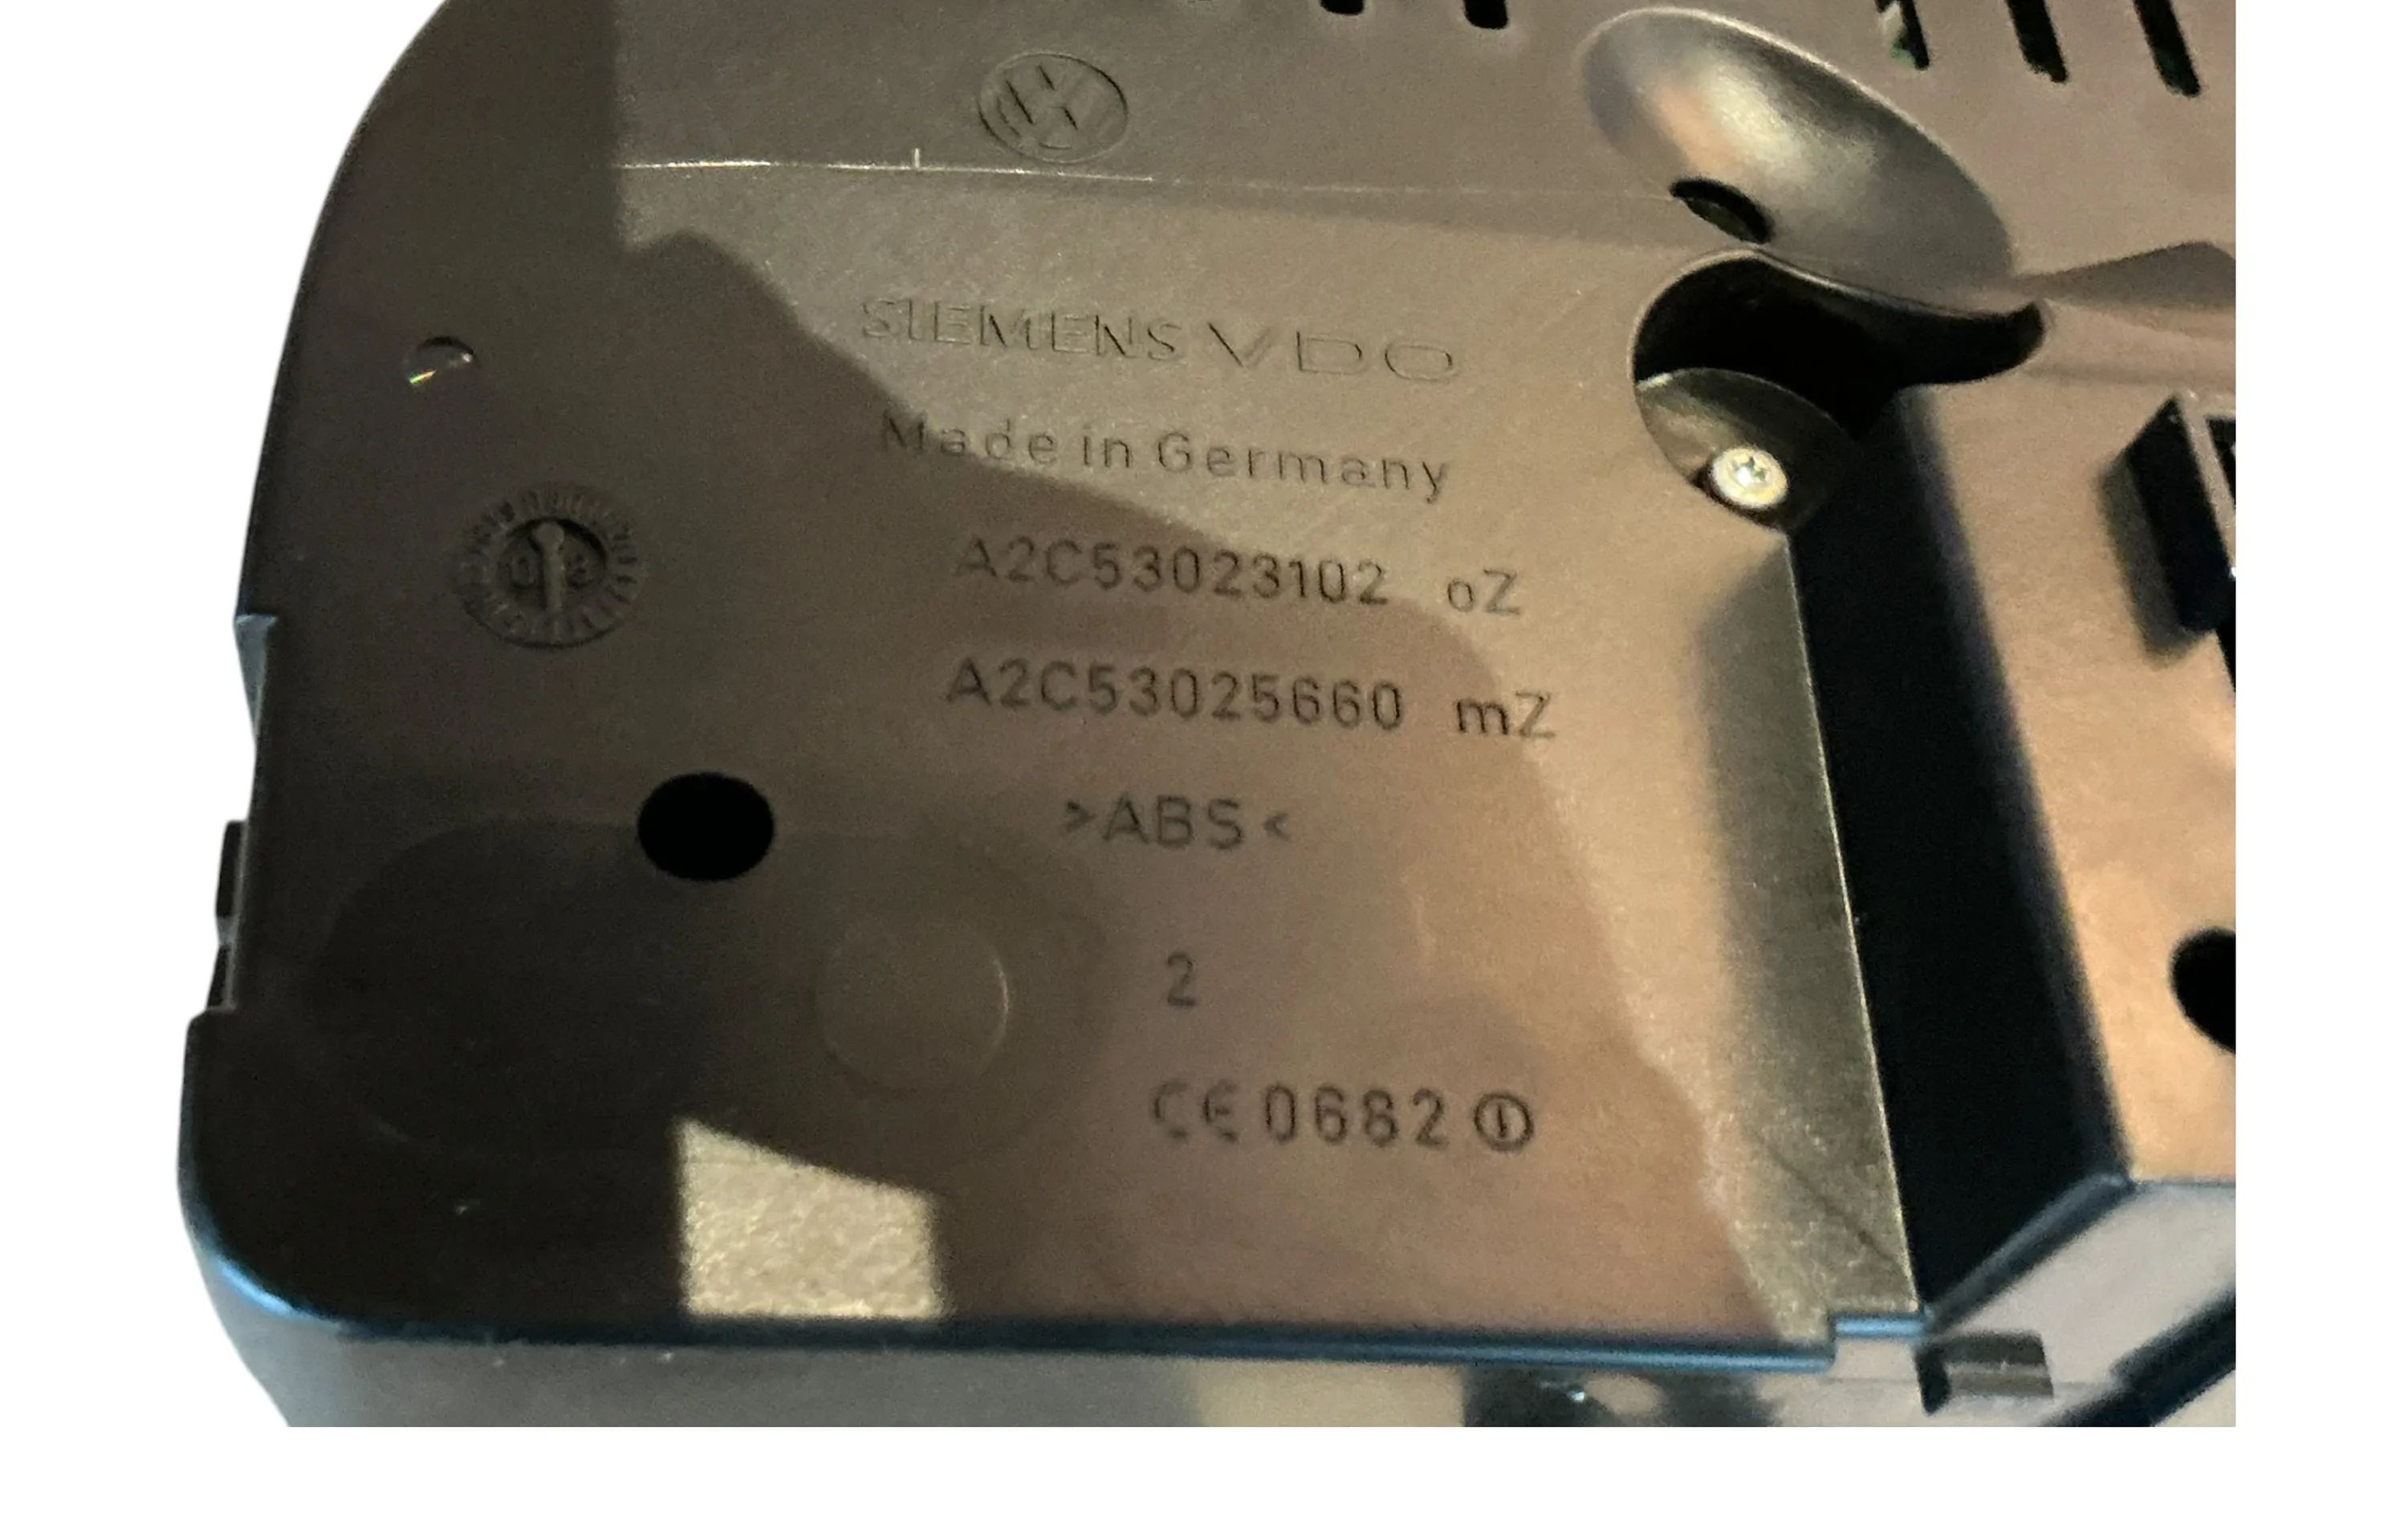 SIEMENS VDO
Made in Germany
A2C53023102 oZ
A2C53025660 mZ
>ABS<
2
CE 0682